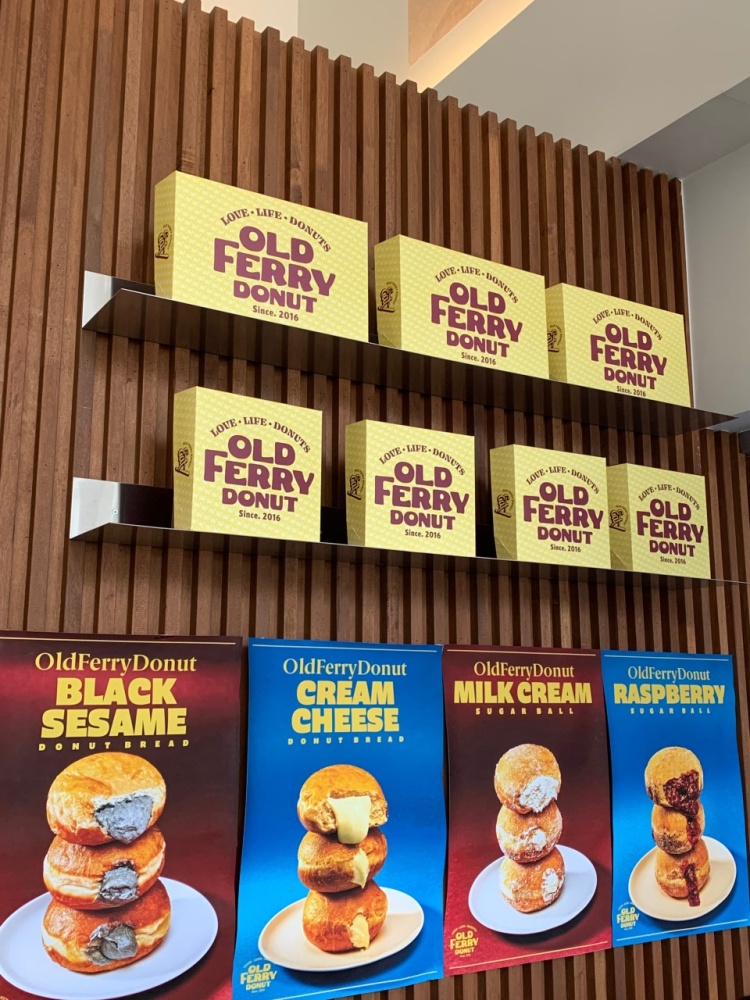 LOVE • LIFE • DONUTS
OLD
FERRY
DONUT
Since. 2016
LOVE • LIFE • DONUTS
OLD
FERRY
DONUT
Since. 2016
LOVE • LIFE • DONUTS
OLD
FERRY
DONUT
Since. 2016
LOVE • LIFE • DONUTS
OLD
FERRY
DONUT
Since. 2016
LOVE • LIFE • DONUTS
OLD
FERRY
DONUT
Since. 2016
LOVE • LIFE • DONUTS
OLD
FERRY
DONUT
Since. 2016
LOVE • LIFE • DONUTS
OLD
FERRY
DONUT
Since. 2016
OldFerryDonut
BLACK
SESAME
DONUT BREAD
OldFerryDonut
CREAM
CHEESE
DONUT BREAD
OLD
FERRY
DONUT
OldFerryDonut
MILK CREAM
SUGAR BALL
OLD
FERRY
DONUT
OldFerryDonut
RASPBERRY
SUGAR BALL
OLD
FERRY
DONUT